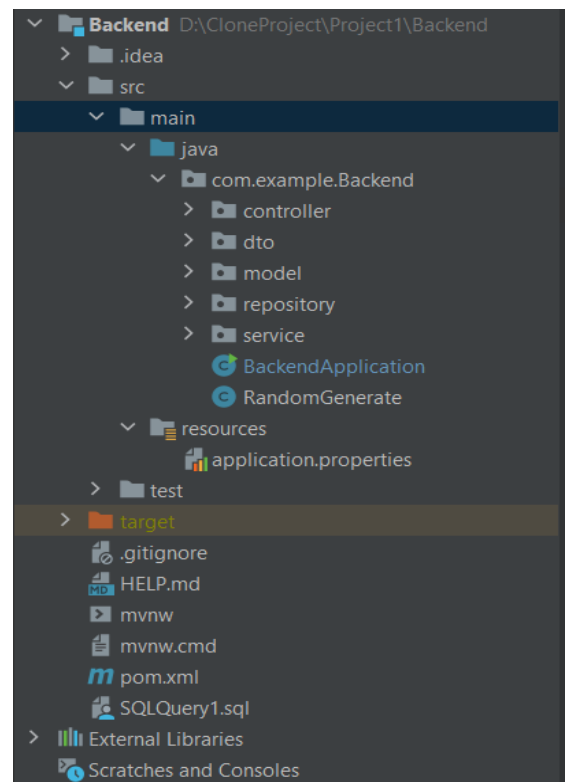 Backend D:\CloneProject\Project1\Backend
.idea
src
main
java
com.example.Backend
controller
dto
model
repository
service
C BackendApplication
C RandomGenerate
resources
application.properties
test
target
.gitignore
MD HELP.md
mvnw
mvnw.cmd
m pom.xml
SQLQuery1.sql
External Libraries
Scratches and Consoles